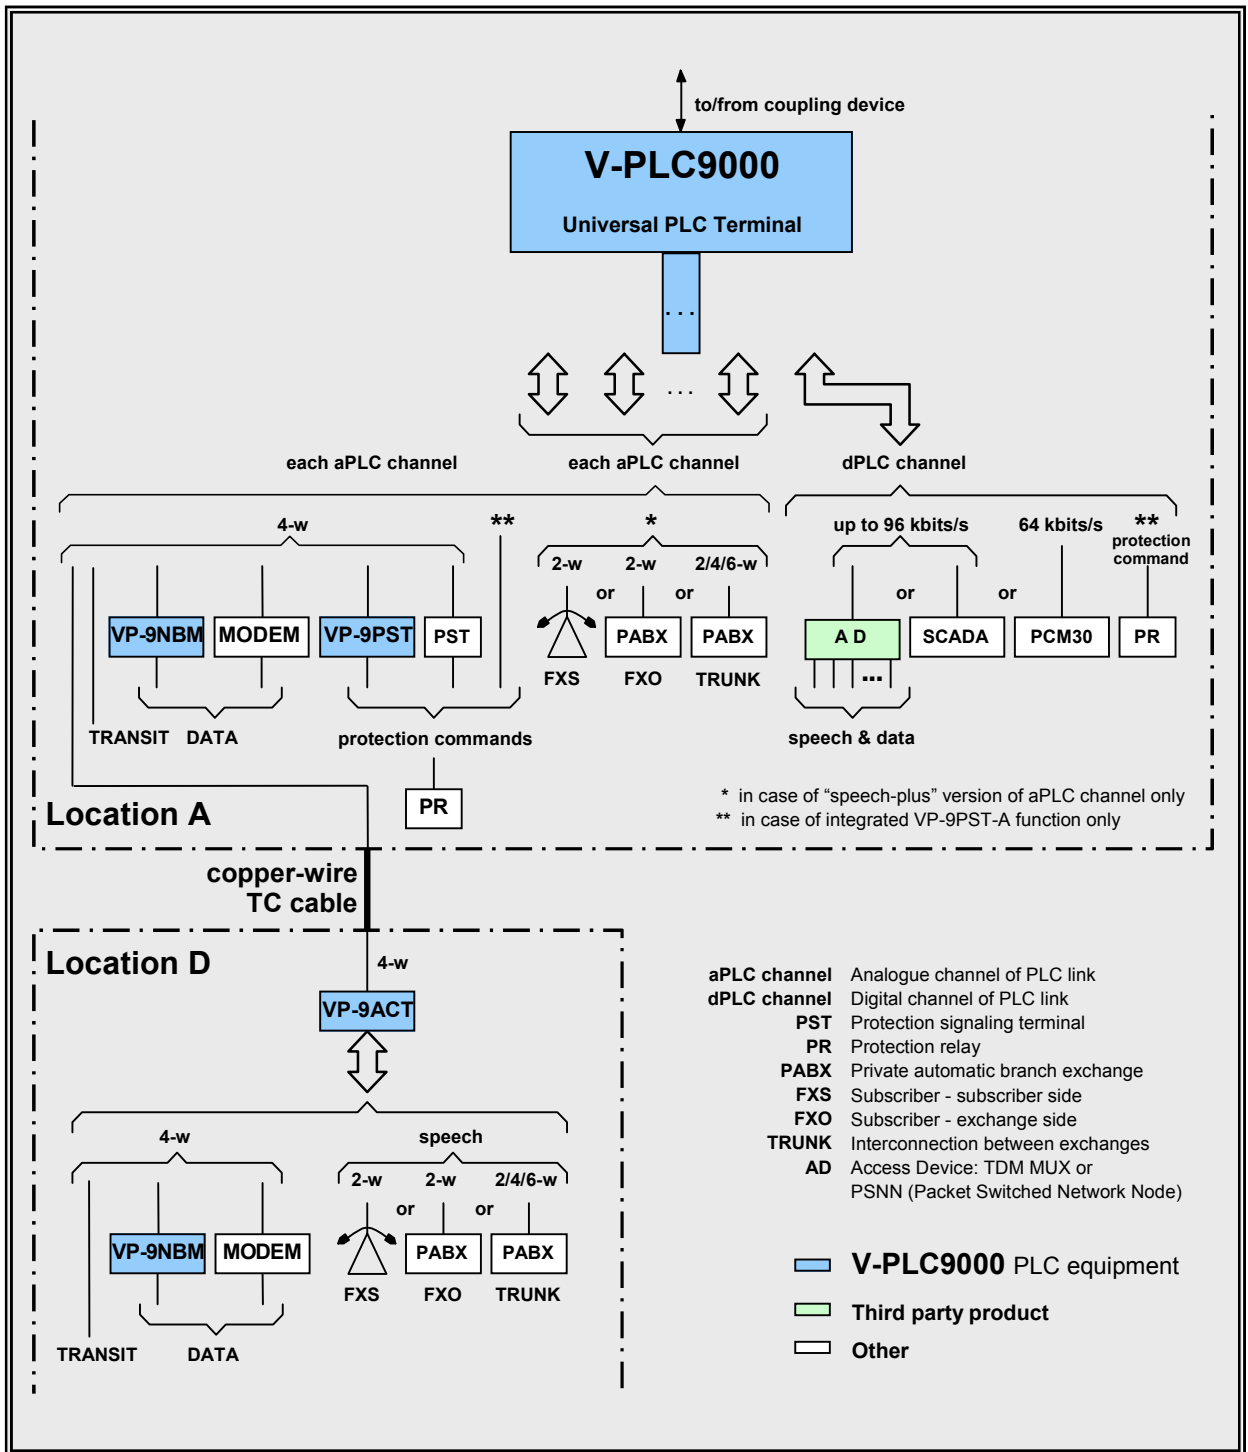 to/from coupling device
V-PLC9000
Universal PLC Terminal
. . .
. . .
each aPLC channel
each aPLC channel
dPLC channel
4-w
**
*
up to 96 kbits/s
64 kbits/s
**
protection
command
2-w
2-w
2/4/6-w
or
or
or
or
VP-9NBM
MODEM
VP-9PST
PST
PABX
PABX
A D
SCADA
PCM30
PR
FXS
FXO
TRUNK
...
TRANSIT
DATA
protection commands
speech & data
PR
Location A
* in case of “speech-plus” version of aPLC channel only
** in case of integrated VP-9PST-A function only
copper-wire
TC cable
Location D
4-w
VP-9ACT
aPLC channel Analogue channel of PLC link
dPLC channel Digital channel of PLC link
PST Protection signaling terminal
PR Protection relay
PABX Private automatic branch exchange
FXS Subscriber - subscriber side
FXO Subscriber - exchange side
TRUNK Interconnection between exchanges
AD Access Device: TDM MUX or
PSNN (Packet Switched Network Node)
4-w
speech
2-w
2-w
2/4/6-w
or
or
VP-9NBM
MODEM
PABX
PABX
FXS
FXO
TRUNK
TRANSIT
DATA
V-PLC9000 PLC equipment
Third party product
Other